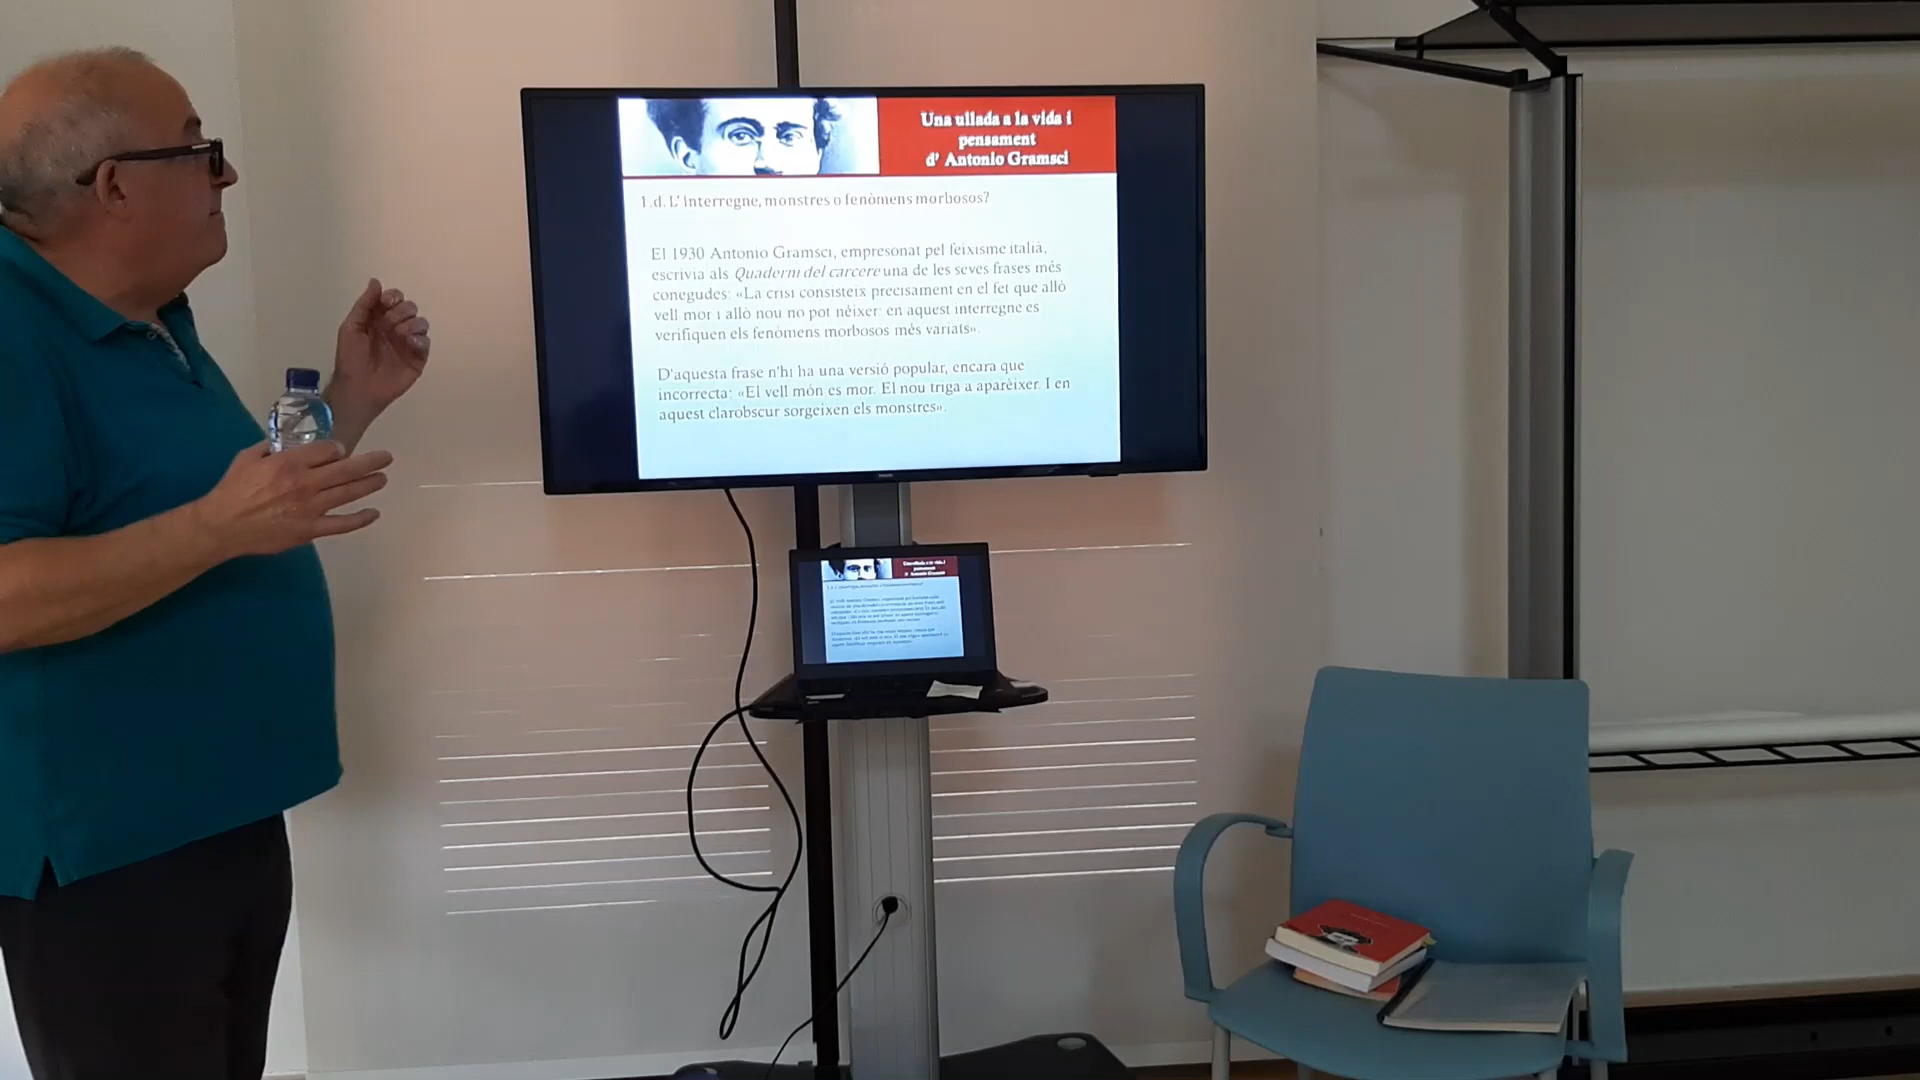 Una ullada a la vida i
pensament
d' Antonio Gramsci
1.d. L' interregne, monstres o fenòmens morbosos?
El 1930 Antonio Gramsci, empresonat pel feixisme italià,
escrivia als Quaderni del carcere una de les seves frases més
conegudes: «La crisi consisteix precisament en el fet que allò
vell mor i allò nou no pot nèixer: en aquest interregne es
verifiquen els fenòmens morbosos més variats».
D'aquesta frase n'hi ha una versió popular, encara que
incorrecta: «El vell món es mor. El nou triga a aparèixer. I en
aquest clarobscur sorgeixen els monstres».